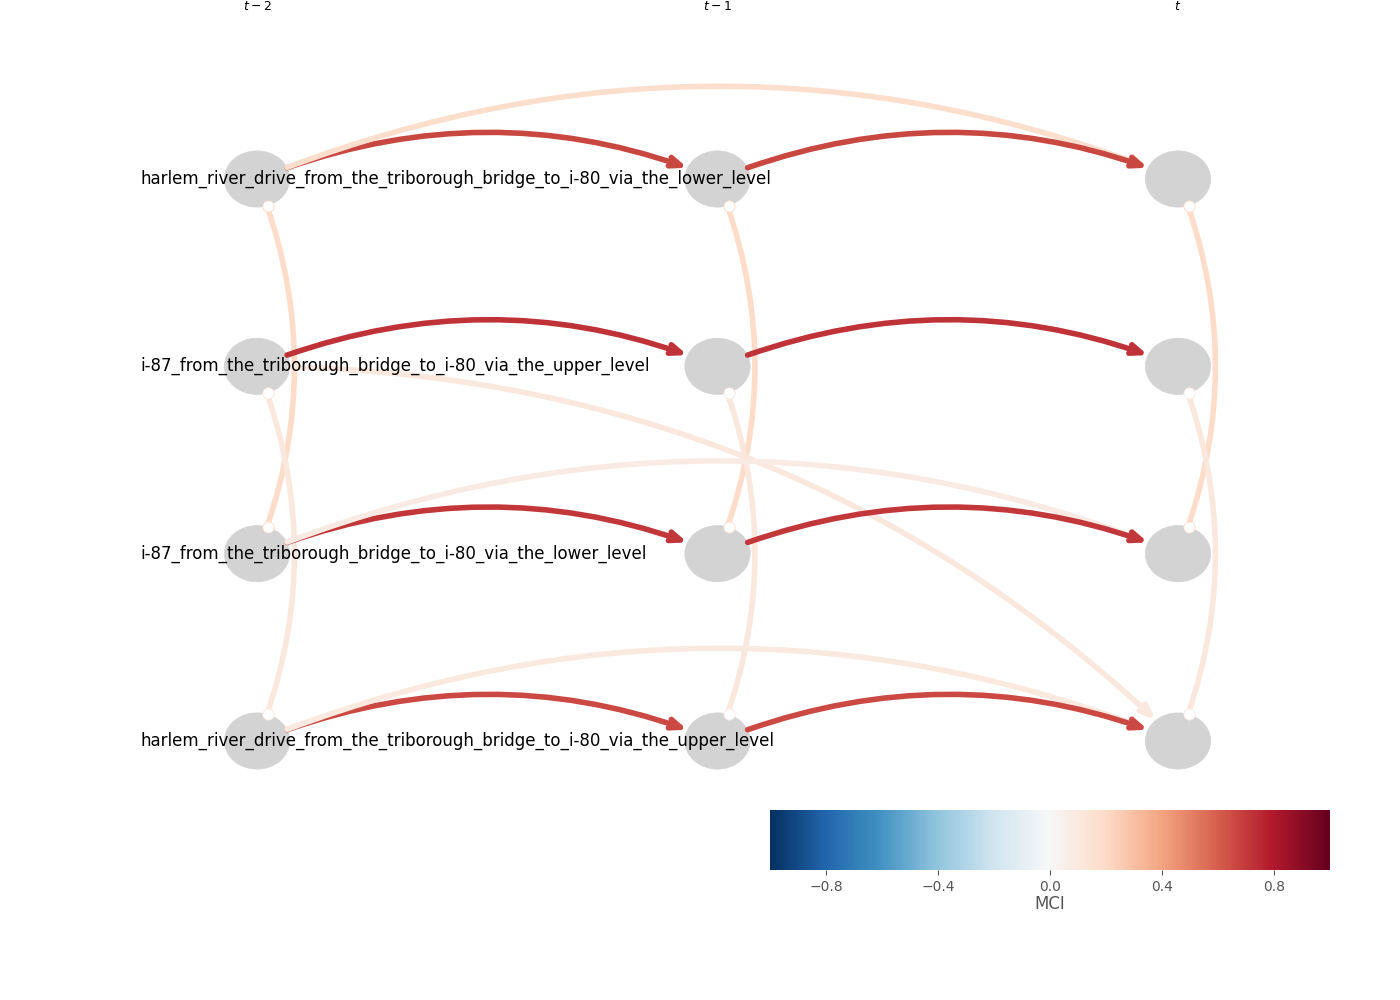 t − 2 t − 1 t
harlem_river_drive_from_the_triborough_bridge_to_i-80_via_the_lower_level
i-87_from_the_triborough_bridge_to_i-80_via_the_upper_level
i-87_from_the_triborough_bridge_to_i-80_via_the_lower_level
harlem_river_drive_from_the_triborough_bridge_to_i-80_via_the_upper_level
−0.8 −0.4 0.0 0.4 0.8
MCI